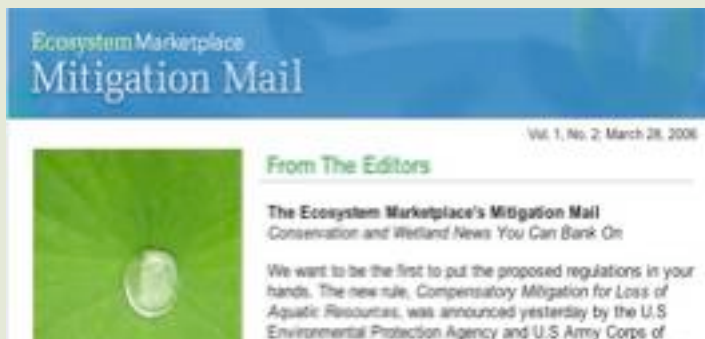 Ecosystem Marketplace
Mitigation Mail
Vol. 1, No. 2; March 28, 2006
From The Editors
The Ecosystem Marketplace's Mitigation Mail
Conservation and Wetland News You Can Bank On
We want to be the first to put the proposed regulations in your
hands. The new rule, Compensatory Mitigation for Loss of
Aquatic Resources, was announced yesterday by the U.S
Environmental Protection Agency and U.S Army Corps of